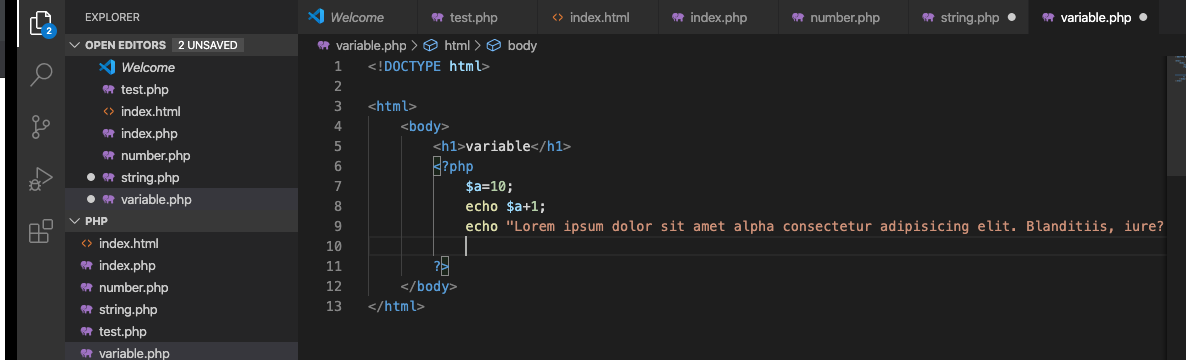 EXPLORER
Welcome test.php index.html index.php number.php string.php variable.php
2
OPEN EDITORS 2 UNSAVED
variable.php > html > body
Welcome
test.php
index.html
index.php
number.php
string.php
variable.php
PHP
index.html
index.php
number.php
string.php
test.php
variable.php
1 <!DOCTYPE html>
2
3 <html>
4 <body>
5 <h1>variable</h1>
6 <?php
7 $a=10;
8 echo $a+1;
9 echo "Lorem ipsum dolor sit amet alpha consectetur adipisicing elit. Blanditiis, iure?
10
11 ?>
12 </body>
13 </html>